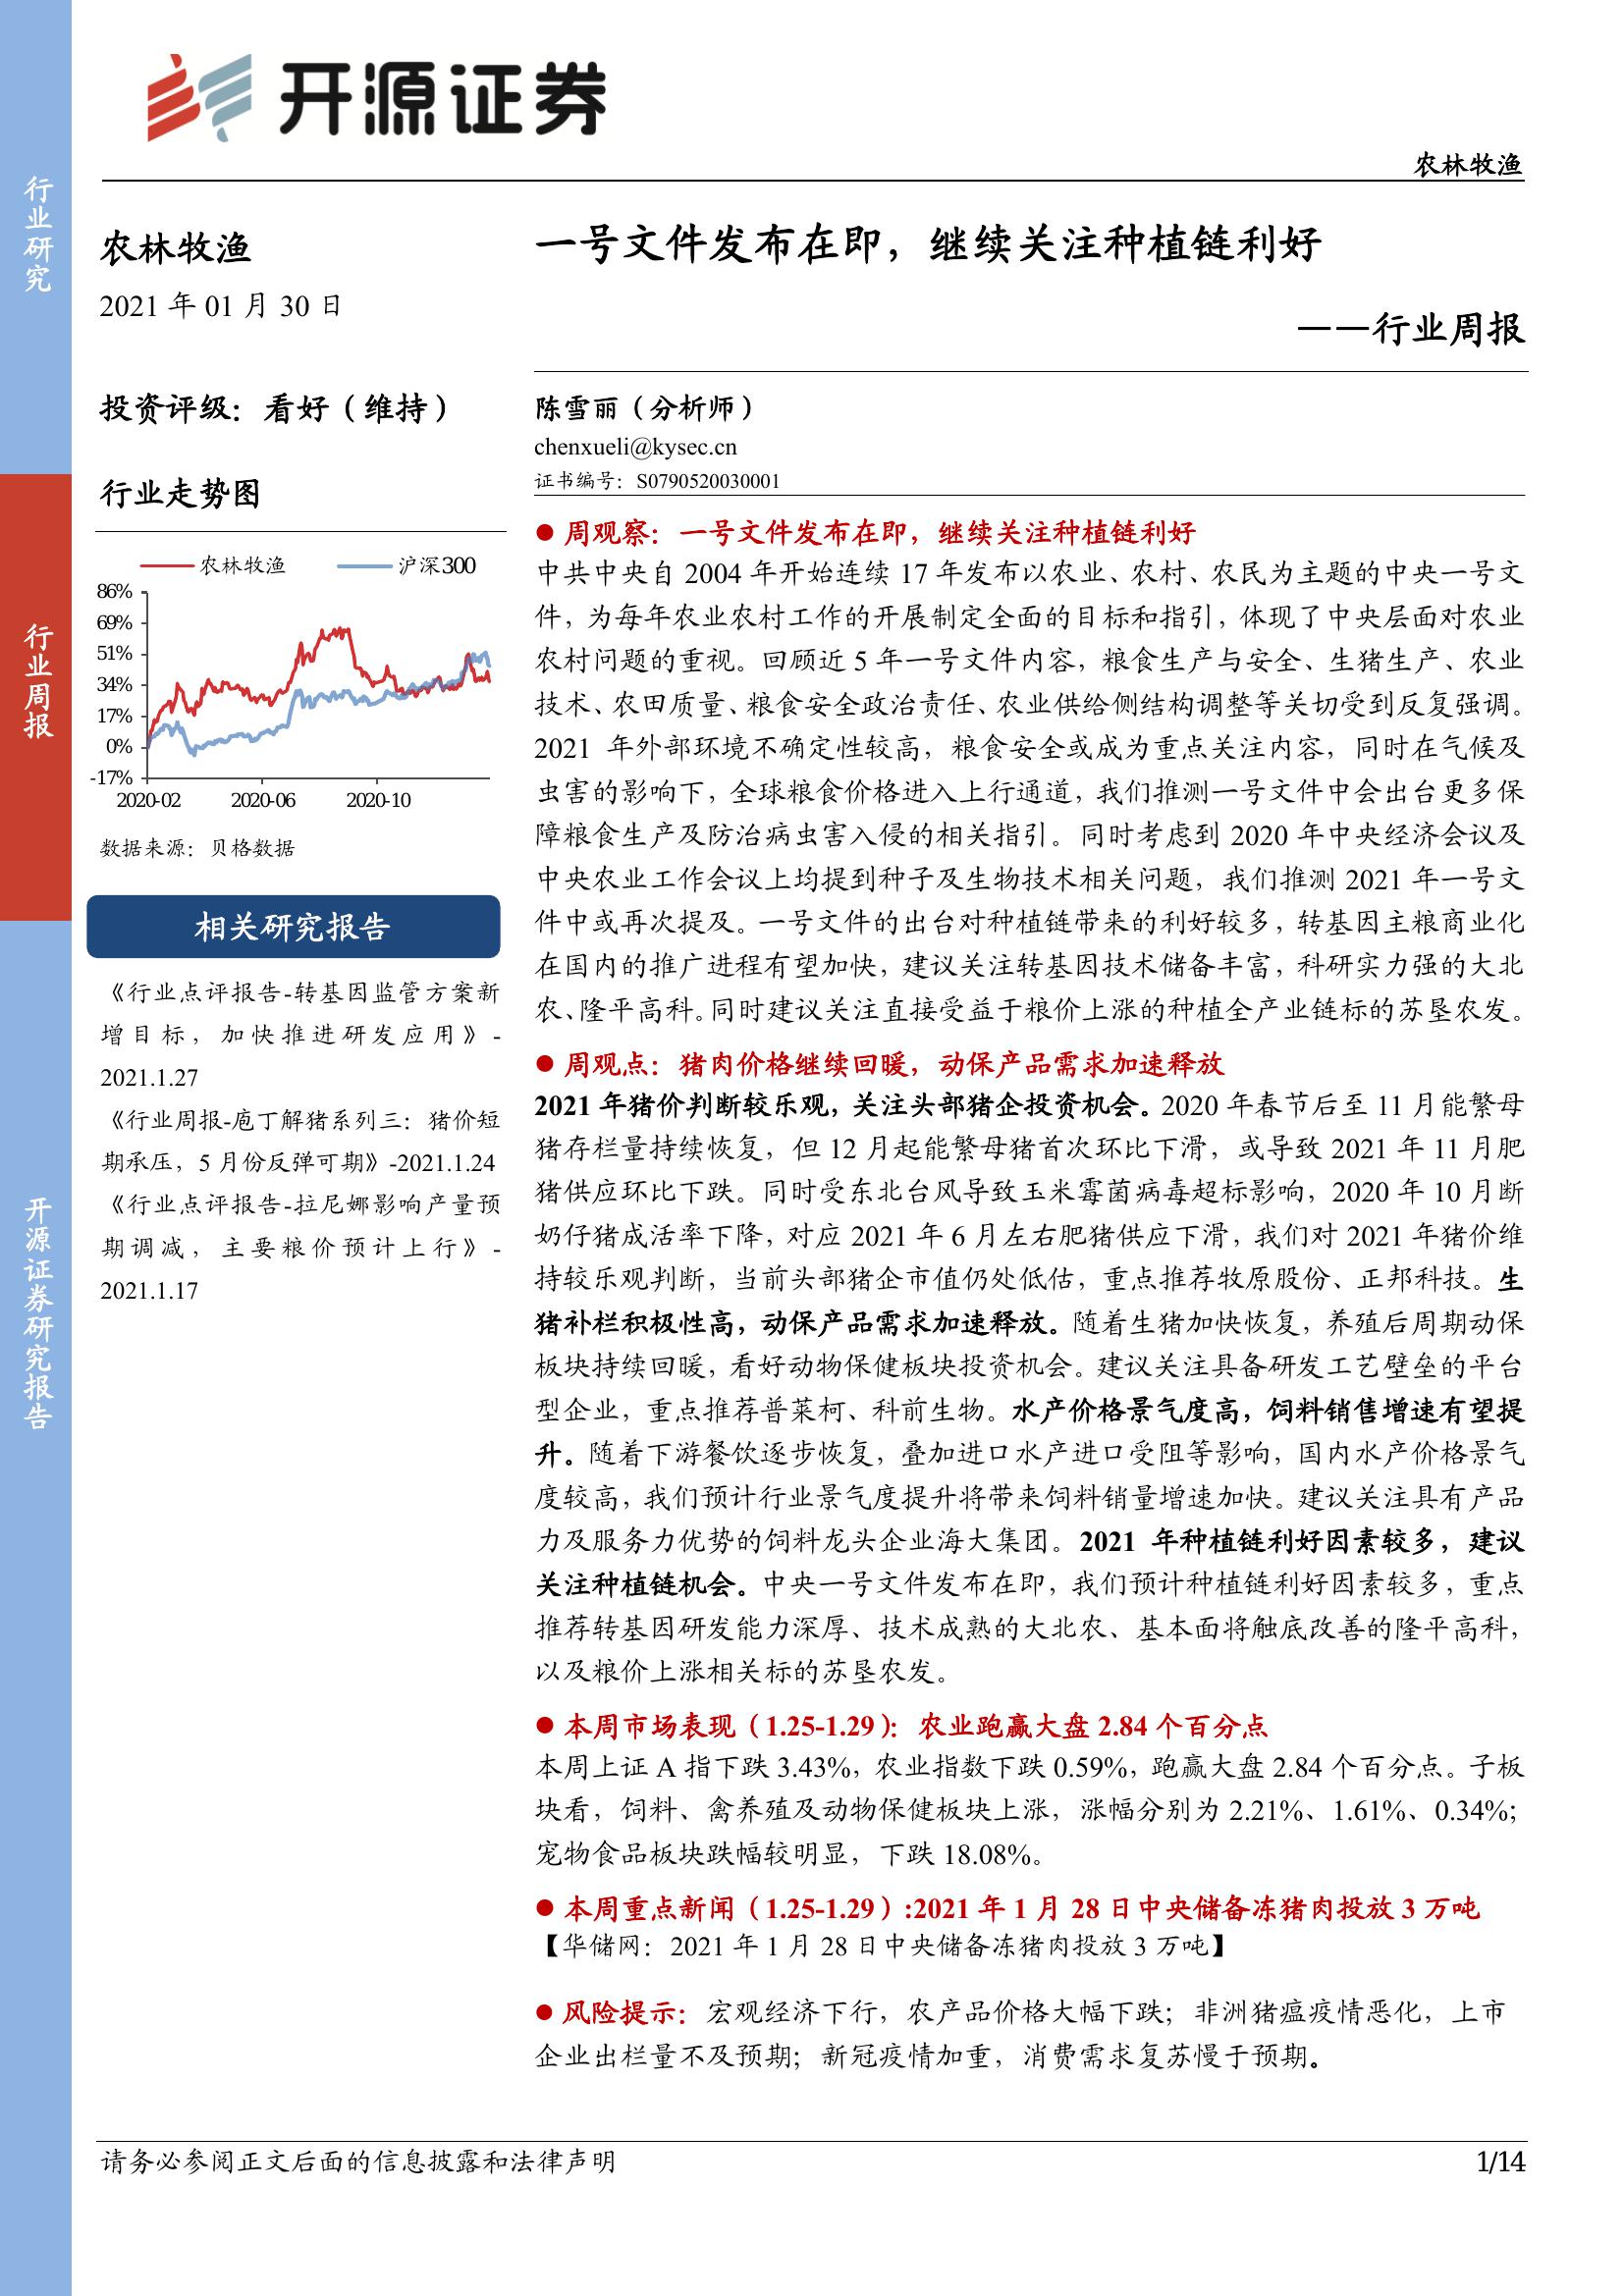 开源证券
农林牧渔
行业研究
行业周报
开源证券研究报告
农林牧渔
2021 年 01 月 30 日
投资评级：看好（维持）
行业走势图
农林牧渔 沪深300
86%
69%
51%
34%
17%
0%
-17%
2020-02 2020-06 2020-10
数据来源：贝格数据
相关研究报告
《行业点评报告-转基因监管方案新
增目标，加快推进研发应用》-
2021.1.27
《行业周报-庖丁解猪系列三：猪价短
期承压，5 月份反弹可期》-2021.1.24
《行业点评报告-拉尼娜影响产量预
期调减，主要粮价预计上行》-
2021.1.17
一号文件发布在即，继续关注种植链利好
——行业周报
陈雪丽（分析师）
chenxueli@kysec.cn
证书编号：S0790520030001
● 周观察：一号文件发布在即，继续关注种植链利好
中共中央自 2004 年开始连续 17 年发布以农业、农村、农民为主题的中央一号文
件，为每年农业农村工作的开展制定全面的目标和指引，体现了中央层面对农业
农村问题的重视。回顾近 5 年一号文件内容，粮食生产与安全、生猪生产、农业
技术、农田质量、粮食安全政治责任、农业供给侧结构调整等关切受到反复强调。
2021 年外部环境不确定性较高，粮食安全或成为重点关注内容，同时在气候及
虫害的影响下，全球粮食价格进入上行通道，我们推测一号文件中会出台更多保
障粮食生产及防治病虫害入侵的相关指引。同时考虑到 2020 年中央经济会议及
中央农业工作会议上均提到种子及生物技术相关问题，我们推测 2021 年一号文
件中或再次提及。一号文件的出台对种植链带来的利好较多，转基因主粮商业化
在国内的推广进程有望加快，建议关注转基因技术储备丰富，科研实力强的大北
农、隆平高科。同时建议关注直接受益于粮价上涨的种植全产业链标的苏垦农发。
● 周观点：猪肉价格继续回暖，动保产品需求加速释放
2021 年猪价判断较乐观，关注头部猪企投资机会。2020 年春节后至 11 月能繁母
猪存栏量持续恢复，但 12 月起能繁母猪首次环比下滑，或导致 2021 年 11 月肥
猪供应环比下跌。同时受东北台风导致玉米霉菌病毒超标影响，2020 年 10 月断
奶仔猪成活率下降，对应 2021 年 6 月左右肥猪供应下滑，我们对 2021 年猪价维
持较乐观判断，当前头部猪企市值仍处低估，重点推荐牧原股份、正邦科技。生
猪补栏积极性高，动保产品需求加速释放。随着生猪加快恢复，养殖后周期动保
板块持续回暖，看好动物保健板块投资机会。建议关注具备研发工艺壁垒的平台
型企业，重点推荐普莱柯、科前生物。水产价格景气度高，饲料销售增速有望提
升。随着下游餐饮逐步恢复，叠加进口水产进口受阻等影响，国内水产价格景气
度较高，我们预计行业景气度提升将带来饲料销量增速加快。建议关注具有产品
力及服务力优势的饲料龙头企业海大集团。2021 年种植链利好因素较多，建议
关注种植链机会。中央一号文件发布在即，我们预计种植链利好因素较多，重点
推荐转基因研发能力深厚、技术成熟的大北农、基本面将触底改善的隆平高科，
以及粮价上涨相关标的苏垦农发。
● 本周市场表现（1.25-1.29）：农业跑赢大盘 2.84 个百分点
本周上证 A 指下跌 3.43%，农业指数下跌 0.59%，跑赢大盘 2.84 个百分点。子板
块看，饲料、禽养殖及动物保健板块上涨，涨幅分别为 2.21%、1.61%、0.34%；
宠物食品板块跌幅较明显，下跌 18.08%。
● 本周重点新闻（1.25-1.29）:2021 年 1 月 28 日中央储备冻猪肉投放 3 万吨
【华储网：2021 年 1 月 28 日中央储备冻猪肉投放 3 万吨】
● 风险提示：宏观经济下行，农产品价格大幅下跌；非洲猪瘟疫情恶化，上市
企业出栏量不及预期；新冠疫情加重，消费需求复苏慢于预期。
请务必参阅正文后面的信息披露和法律声明
1/14